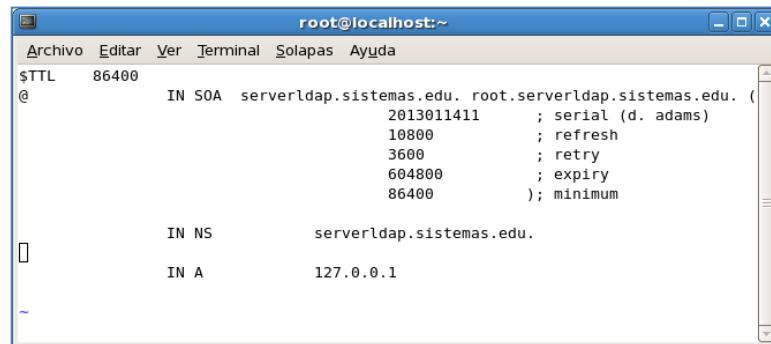 root@localhost:~
Archivo Editar Ver Terminal Solapas Ayuda
$TTL 86400
@ IN SOA serverldap.sistemas.edu. root.serverldap.sistemas.edu. (
2013011411 ; serial (d. adams)
10800 ; refresh
3600 ; retry
604800 ; expiry
86400 ); minimum
IN NS serverldap.sistemas.edu.
IN A 127.0.0.1
~